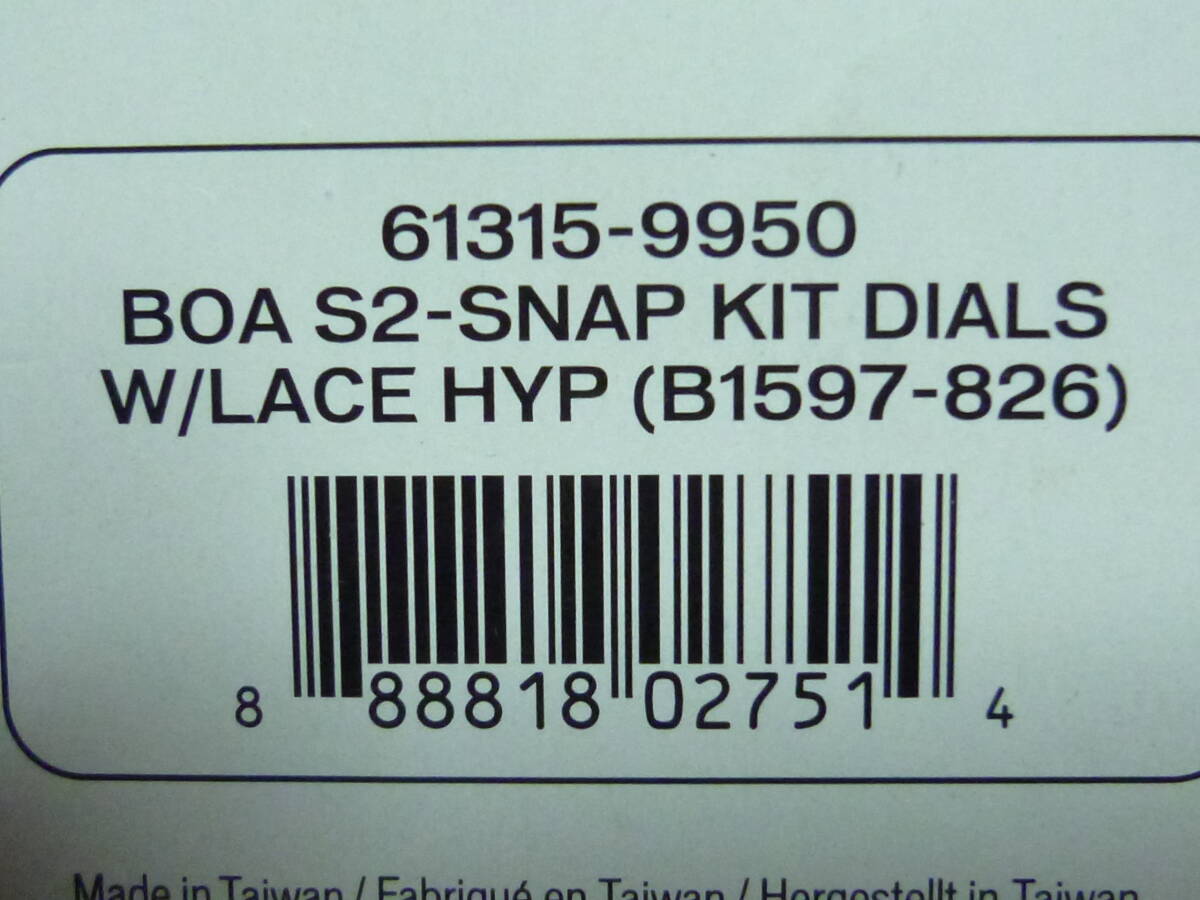 61315-9950
BOA S2-SNAP KIT DIALS
W/LACE HYP (B1597-826)
8 88818 02751 4
Made in Taiwan / Fabriqué en Taiwan / Hergestellt in Taiwan